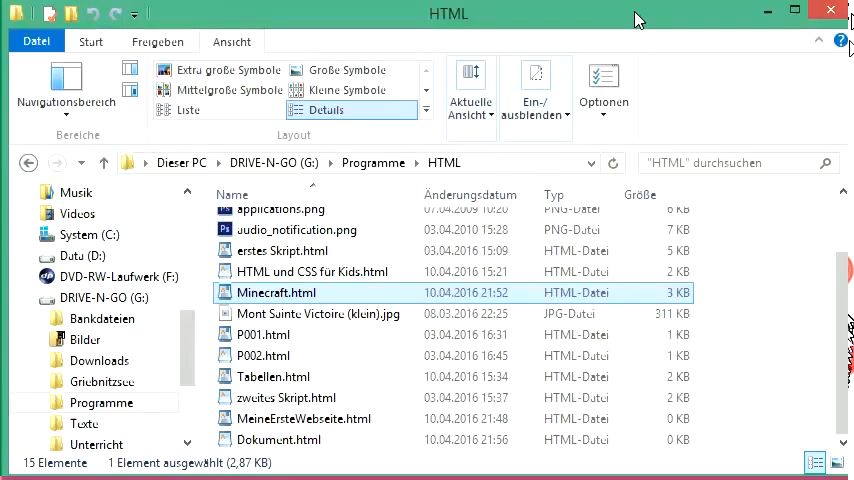 HTML
Datei Start Freigeben Ansicht
Extra große Symbole Große Symbole
Mittelgroße Symbole Kleine Symbole
Liste Details
Navigationsbereich
Aktuelle Ansicht
Ein-/ausblenden
Optionen
Bereiche Layout
Dieser PC DRIVE-N-GO (G:) Programme HTML "HTML" durchsuchen
Musik
Videos
System (C:)
Data (D:)
DVD-RW-Laufwerk (F:)
DRIVE-N-GO (G:)
Bankdateien
Bilder
Downloads
Griebnitzsee
Programme
Texte
Unterricht
Name Änderungsdatum Typ Größe
applications.png 07.04.2009 10:20 PNG-Datei 6 KB
audio_notification.png 03.04.2010 15:28 PNG-Datei 7 KB
erstes Skript.html 03.04.2016 15:09 HTML-Datei 5 KB
HTML und CSS für Kids.html 10.04.2016 15:21 HTML-Datei 2 KB
Minecraft.html 10.04.2016 21:52 HTML-Datei 3 KB
Mont Sainte Victoire (klein).jpg 08.03.2016 22:25 JPG-Datei 311 KB
P001.html 03.04.2016 16:31 HTML-Datei 1 KB
P002.html 03.04.2016 16:45 HTML-Datei 1 KB
Tabellen.html 10.04.2016 15:34 HTML-Datei 2 KB
zweites Skript.html 03.04.2016 15:37 HTML-Datei 2 KB
MeineErsteWebseite.html 10.04.2016 21:48 HTML-Datei 0 KB
Dokument.html 10.04.2016 21:56 HTML-Datei 0 KB
15 Elemente 1 Element ausgewählt (2,87 KB)